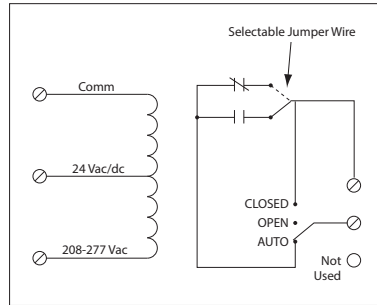 Selectable Jumper Wire
Comm
24 Vac/dc
208-277 Vac
CLOSED
OPEN
AUTO
Not
Used